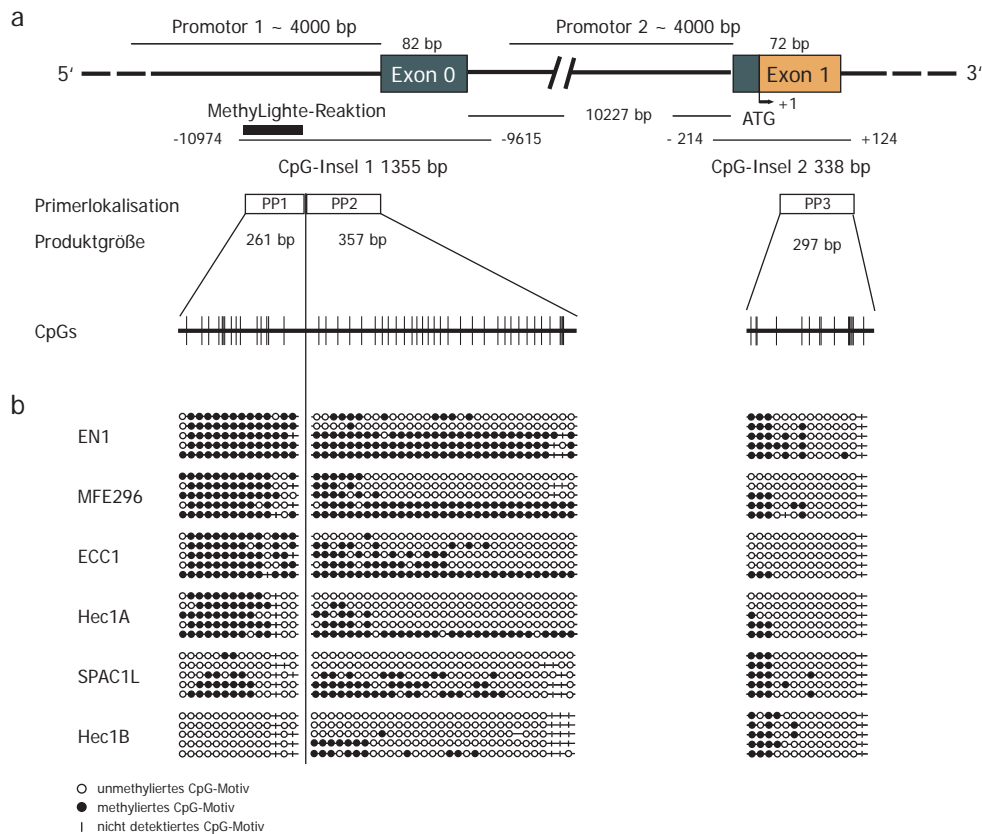 a
Promotor 1 ~ 4000 bp
Promotor 2 ~ 4000 bp
82 bp
72 bp
5‘
Exon 0
Exon 1
3‘
+1
MethyLighte-Reaktion
10227 bp
ATG
-10974
-9615
- 214
+124
CpG-Insel 1 1355 bp
CpG-Insel 2 338 bp
Primerlokalisation
PP1
PP2
PP3
Produktgröße
261 bp
357 bp
297 bp
CpGs
b
EN1
MFE296
ECC1
Hec1A
SPAC1L
Hec1B
unmethyliertes CpG-Motiv
methyliertes CpG-Motiv
nicht detektiertes CpG-Motiv